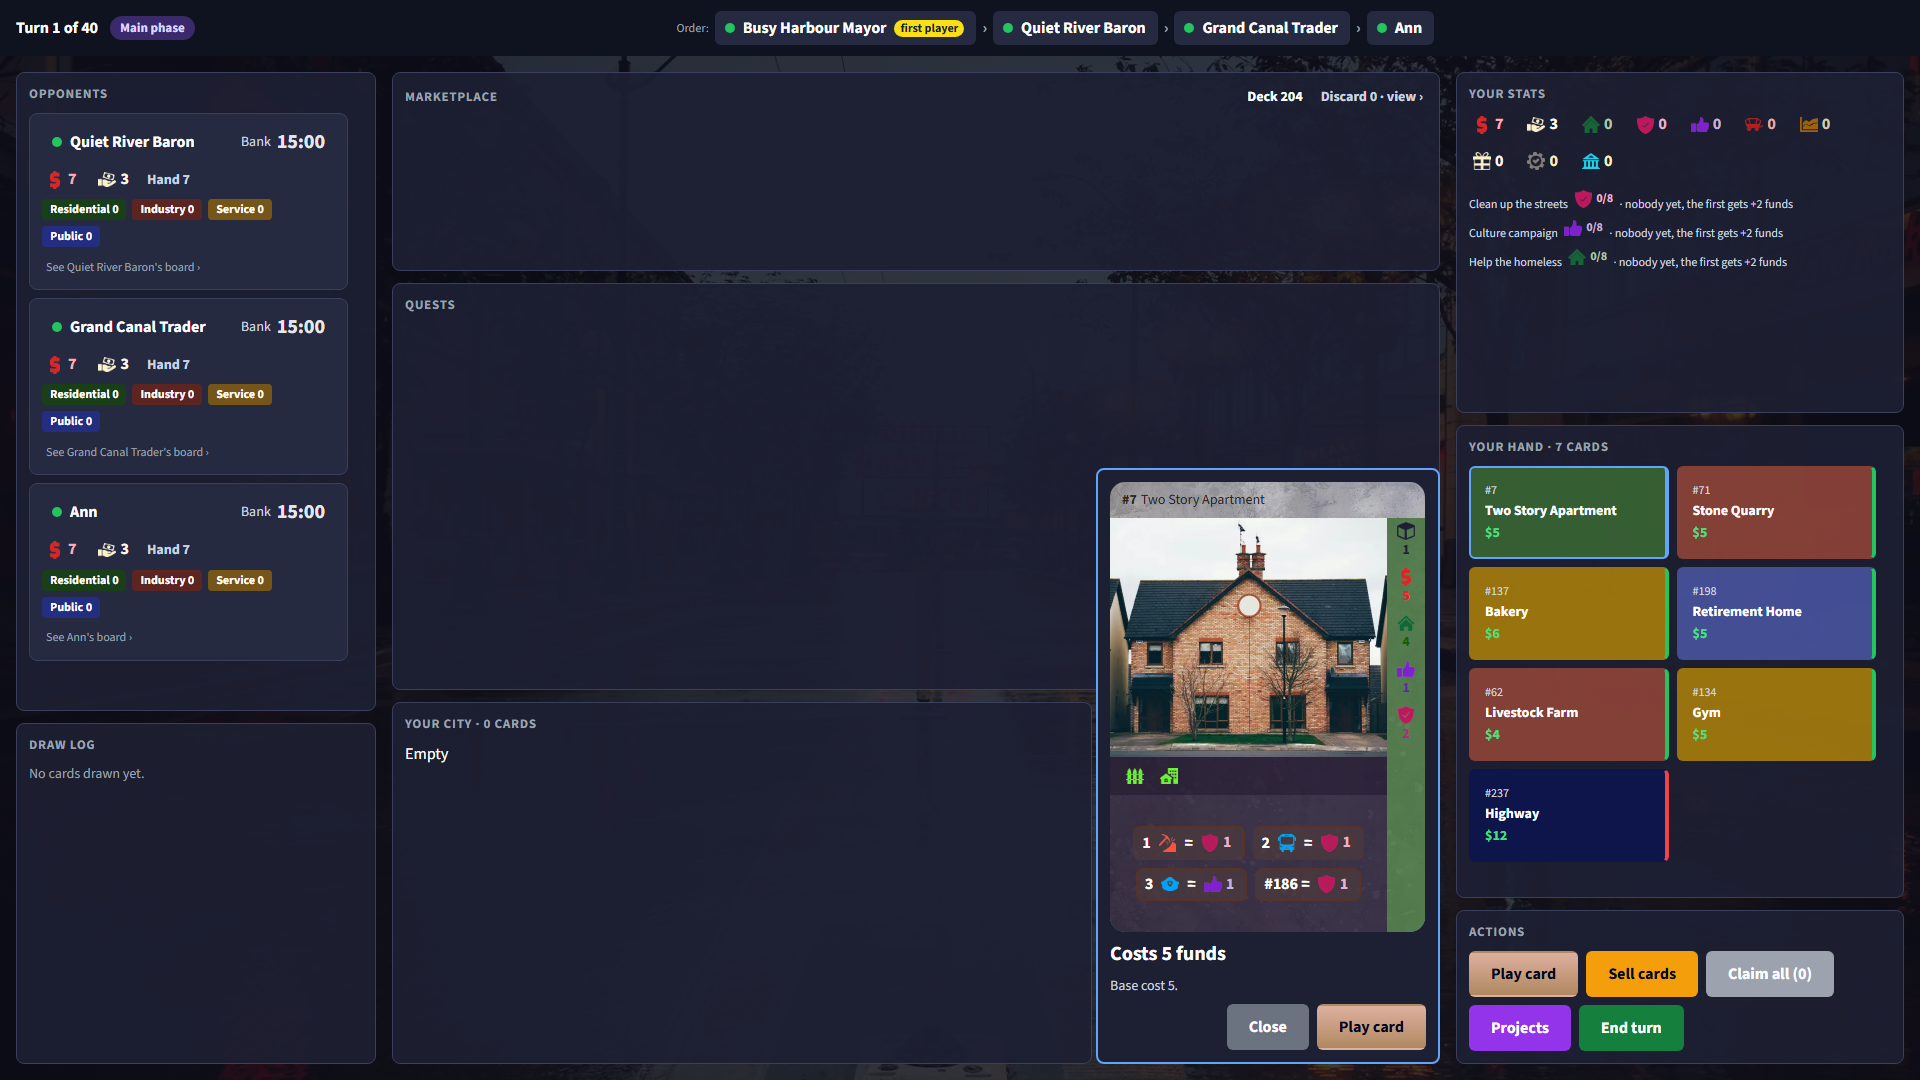 Turn 1 of 40 Main phase Order: Busy Harbour Mayor first player › Quiet River Baron › Grand Canal Trader › Ann
OPPONENTS
Quiet River Baron Bank 15:00
7 3 Hand 7
Residential 0 Industry 0 Service 0
Public 0
See Quiet River Baron's board ›
Grand Canal Trader Bank 15:00
7 3 Hand 7
Residential 0 Industry 0 Service 0
Public 0
See Grand Canal Trader's board ›
Ann Bank 15:00
7 3 Hand 7
Residential 0 Industry 0 Service 0
Public 0
See Ann's board ›
DRAW LOG
No cards drawn yet.
MARKETPLACE Deck 204 Discard 0 · view ›
QUESTS
YOUR CITY · 0 CARDS
Empty
#7 Two Story Apartment
1
5
4
1
2
1 = 1 2 = 1
3 = 1 #186 = 1
Costs 5 funds
Base cost 5.
Close Play card
YOUR STATS
7 3 0 0 0 0 0
0 0 0
Clean up the streets 0/8 · nobody yet, the first gets +2 funds
Culture campaign 0/8 · nobody yet, the first gets +2 funds
Help the homeless 0/8 · nobody yet, the first gets +2 funds
YOUR HAND · 7 CARDS
#7
Two Story Apartment
$5
#71
Stone Quarry
$5
#137
Bakery
$6
#198
Retirement Home
$5
#62
Livestock Farm
$4
#134
Gym
$5
#237
Highway
$12
ACTIONS
Play card Sell cards Claim all (0)
Projects End turn